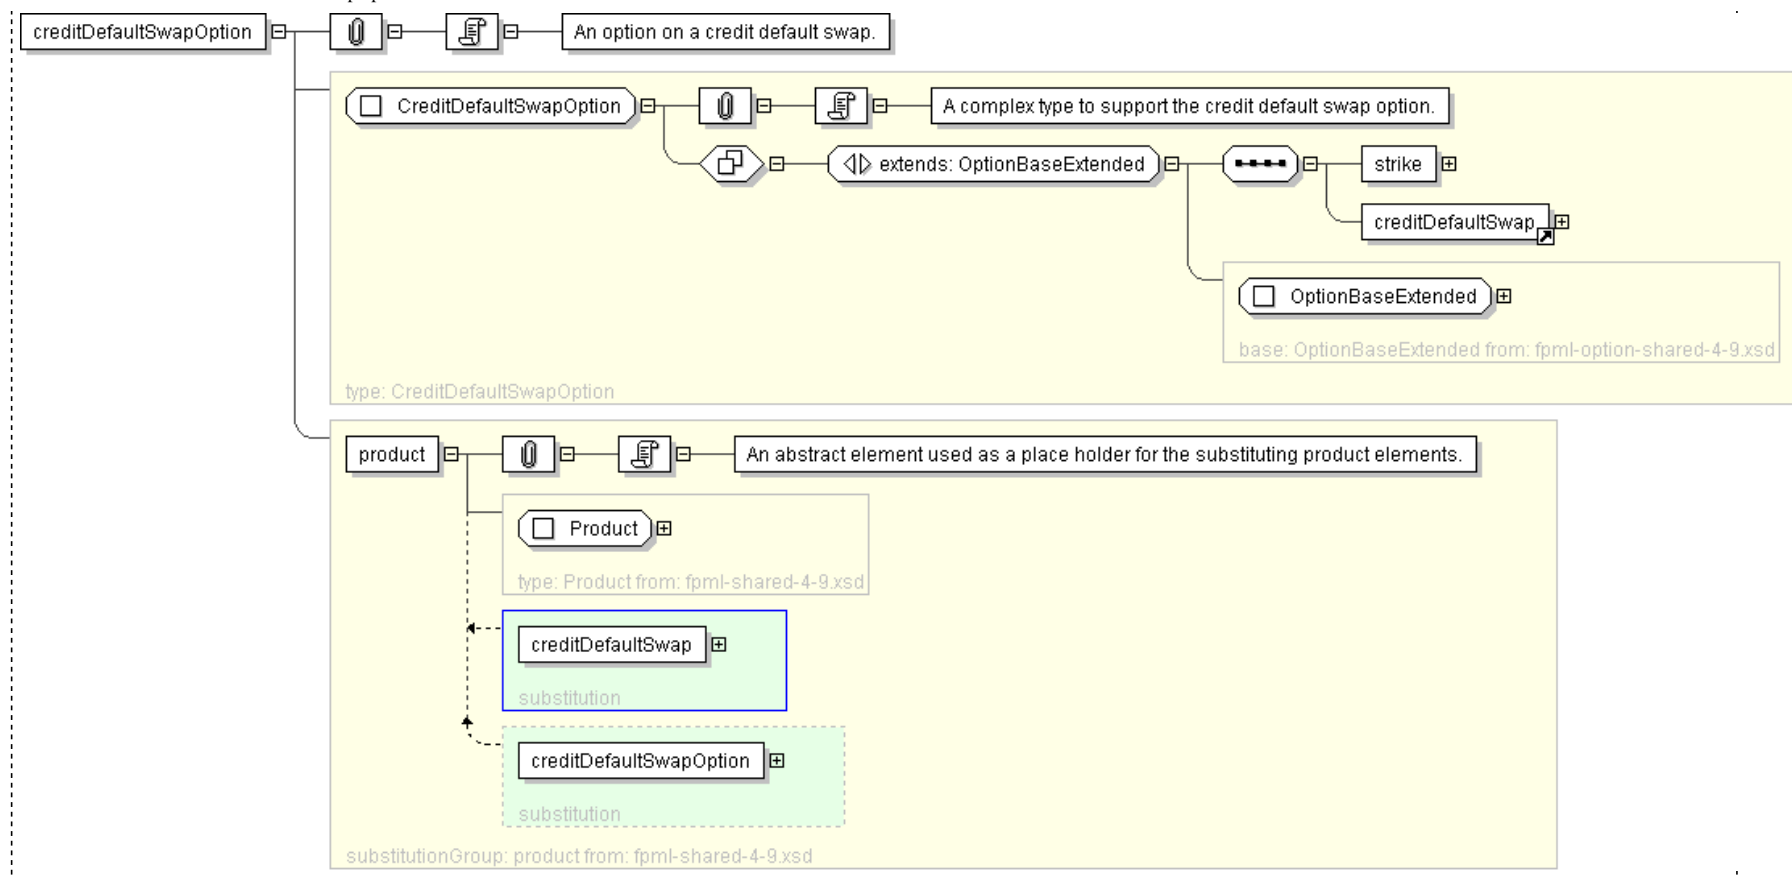 creditDefaultSwapOption
An option on a credit default swap.
CreditDefaultSwapOption
A complex type to support the credit default swap option.
extends: OptionBaseExtended
strike
creditDefaultSwap
OptionBaseExtended
base: OptionBaseExtended from: fpml-option-shared-4-9.xsd
type: CreditDefaultSwapOption
product
An abstract element used as a place holder for the substituting product elements.
Product
type: Product from: fpml-shared-4-9.xsd
creditDefaultSwap
substitution
creditDefaultSwapOption
substitution
substitutionGroup: product from: fpml-shared-4-9.xsd